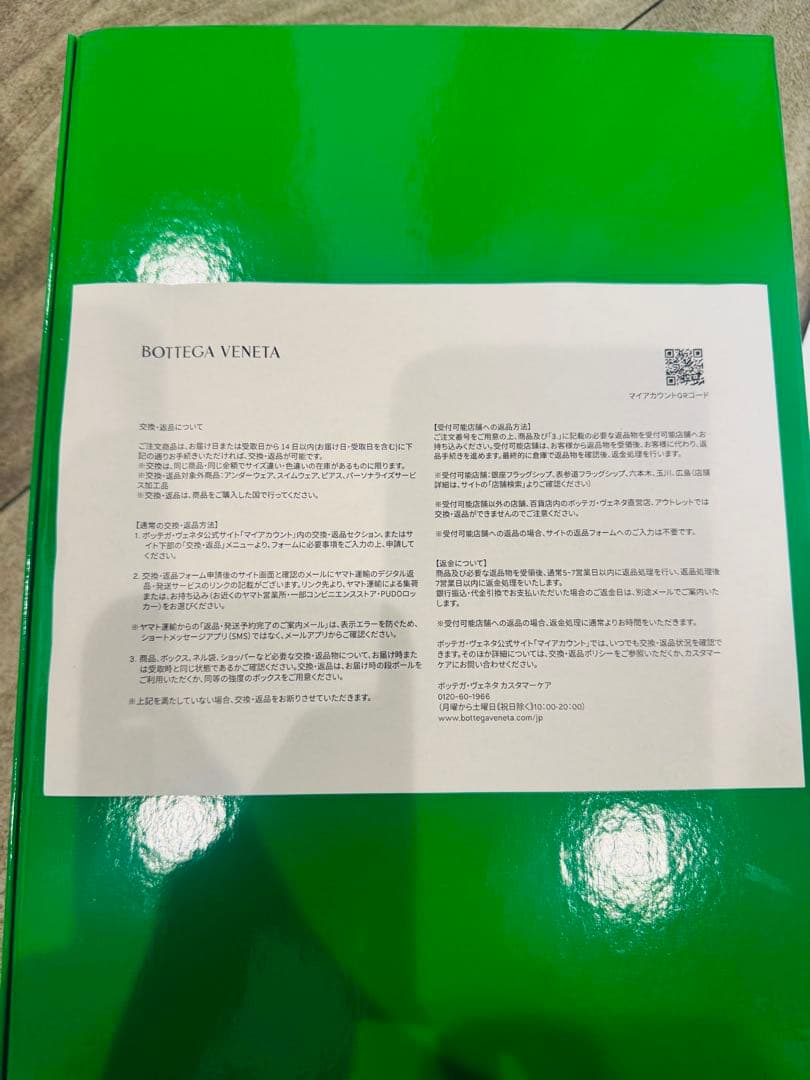 BOTTEGA VENETA
マイアカウントQRコード
交換・返品について
ご注文商品は、お届け日または受取日から14日以内(お届け日・受取日を含む)に下
記の通りお手続きいただければ、交換・返品が可能です。
※交換は、同じ商品・同じ金額でサイズ違い・色違いの在庫があるものに限ります。
※交換・返品対象外商品：アンダーウェア、スイムウェア、ピアス、パーソナライズサービ
ス加工品
※交換・返品は、商品をご購入した国で行ってください。
【通常の交換・返品方法】
1. ボッテガ・ヴェネタ公式サイト「マイアカウント」内の交換・返品セクション、またはサ
イト下部の「交換・返品」メニューより、フォームに必要事項をご入力の上、申請して
ください。
2. 交換・返品フォーム申請後のサイト画面と確認のメールにヤマト運輸のデジタル返
品・発送サービスのリンクの記載がございます。リンク先より、ヤマト運輸による集荷
または、お持ち込み（お近くのヤマト営業所・一部コンビニエンスストア・PUDOロッ
カー）をお選びください。
※ヤマト運輸からの「返品・発送予約完了のご案内メール」は、表示エラーを防ぐため、
ショートメッセージアプリ（SMS）ではなく、メールアプリからご確認ください。
3. 商品、ボックス、ネル袋、ショッパーなど必要な交換・返品物について、お届け時また
は受取時と同じ状態であるかご確認ください。交換・返品は、お届け時の段ボールを
ご利用いただくか、同等の強度のボックスをご用意ください。
※上記を満たしていない場合、交換・返品をお断りさせていただきます。
【受付可能店舗への返品方法】
ご注文番号をご用意の上、商品及び「3.」に記載の必要な返品物を受付可能店舗へお
持ち込みください。受付可能店舗は、お客様から返品物を受領後、お客様に代わり、返
品手続きを進めます。最終的に倉庫で返品物を確認後、返金処理を行います。
※受付可能店舗：銀座フラッグシップ、表参道フラッグシップ、六本木、玉川、広島（店舗
詳細は、サイトの「店舗検索」よりご確認ください）
※受付可能店舗以外の店舗、百貨店内のボッテガ・ヴェネタ直営店、アウトレットでは
交換・返品ができませんのでご注意ください。
※受付可能店舗への返品の場合、サイトの返品フォームへのご入力は不要です。
【返金について】
商品及び必要な返品物を受領後、通常5-7営業日以内に返品処理を行い、返品処理後
7営業日以内に返金処理をいたします。
銀行振込・代金引換でお支払いいただいた場合のご返金日は、別途メールでご案内いた
します。
※受付可能店舗への返品の場合、返金処理に通常よりお時間をいただきます。
ボッテガ・ヴェネタ公式サイト「マイアカウント」では、いつでも交換・返品状況を確認で
きます。そのほか詳細については、交換・返品ポリシーをご参照いただくか、カスタマー
ケアにお問い合わせください。
ボッテガ・ヴェネタ カスタマーケア
0120-60-1966
（月曜から土曜日《祝日除く》10:00-20:00）
www.bottegaveneta.com/jp